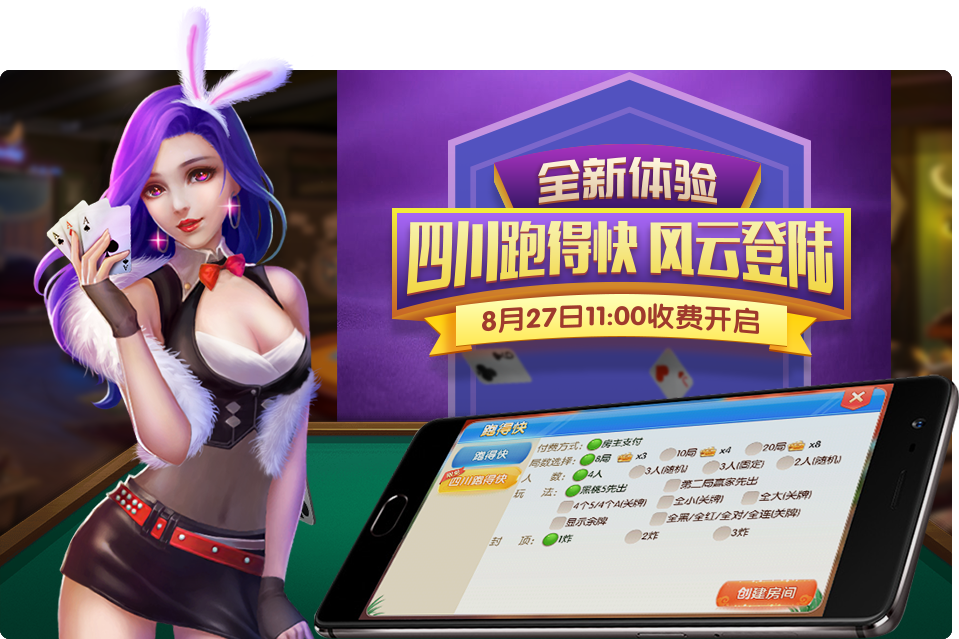 全新体验
四川跑得快 风云登陆
8月27日11:00收费开启
跑得快
跑得快
四川跑得快
付费方式: 房主支付
局数选择: 8局 x3 10局 x4 20局 x8
人 数: 4人 3人(随机) 3人(固定) 2人(随机)
玩 法: 黑桃5先出 第二局赢家先出
4个5/4个A(关牌) 全小(关牌) 全大(关牌)
显示余牌 全黑/全红/全对/全连(关牌)
封 顶: 1炸 2炸 3炸
创建房间